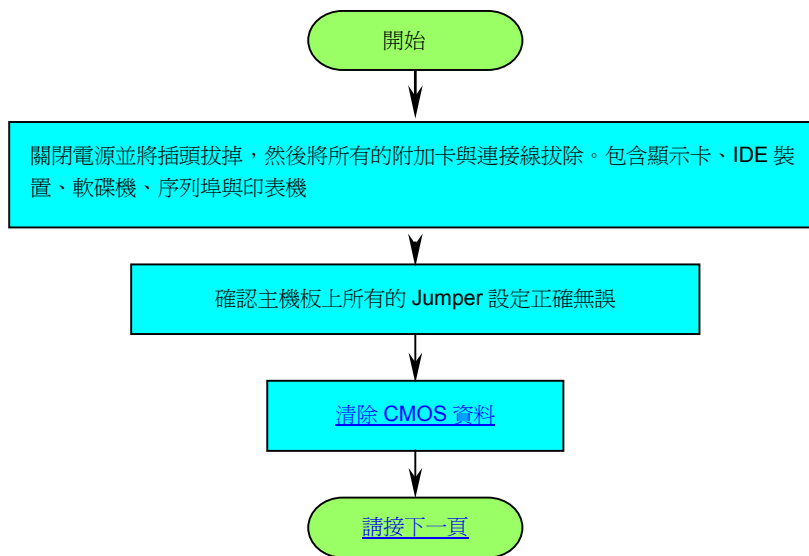 開始
關閉電源並將插頭拔掉，然後將所有的附加卡與連接線拔除。包含顯示卡、IDE 裝
置、軟碟機、序列埠與印表機
確認主機板上所有的 Jumper 設定正確無誤
清除 CMOS 資料
請接下一頁